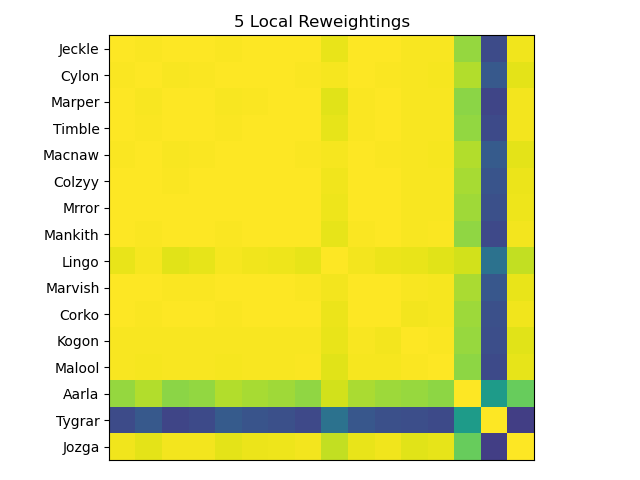 5 Local Reweightings
Jeckle
Cylon
Marper
Timble
Macnaw
Colzyy
Mrror
Mankith
Lingo
Marvish
Corko
Kogon
Malool
Aarla
Tygrar
Jozga